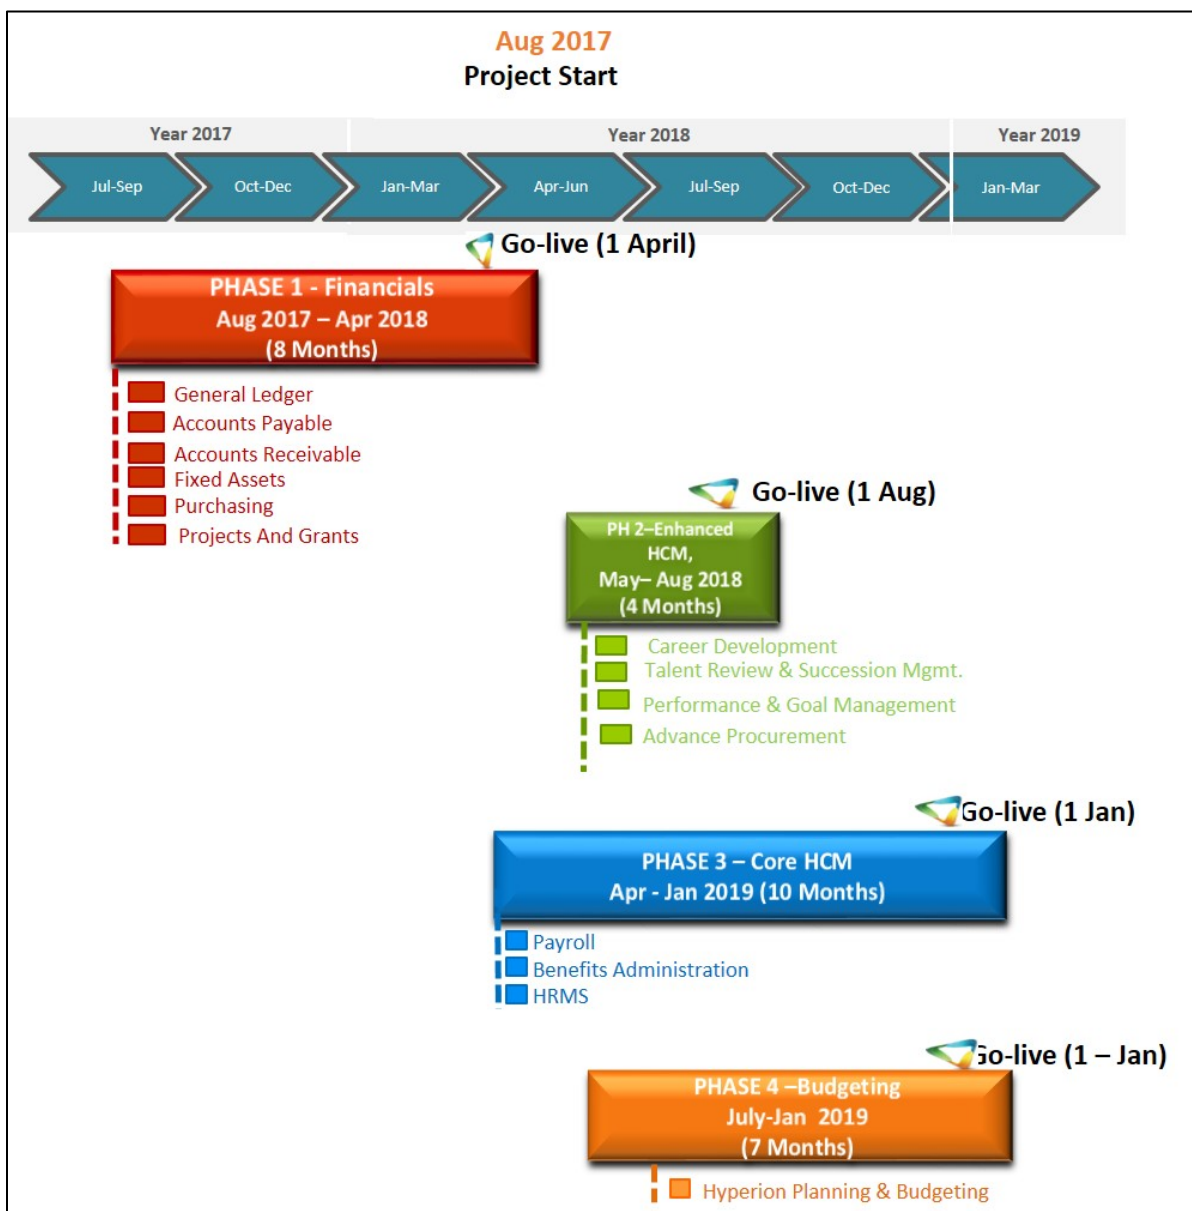 Aug 2017
Project Start
Year 2017
Year 2018
Year 2019
Jul-Sep
Oct-Dec
Jan-Mar
Apr-Jun
Jul-Sep
Oct-Dec
Jan-Mar
Go-live (1 April)
PHASE 1 - Financials
Aug 2017 – Apr 2018
(8 Months)
General Ledger
Accounts Payable
Accounts Receivable
Fixed Assets
Purchasing
Projects And Grants
Go-live (1 Aug)
PH 2–Enhanced
HCM,
May– Aug 2018
(4 Months)
Career Development
Talent Review & Succession Mgmt.
Performance & Goal Management
Advance Procurement
Go-live (1 Jan)
PHASE 3 – Core HCM
Apr - Jan 2019 (10 Months)
Payroll
Benefits Administration
HRMS
Go-live (1 – Jan)
PHASE 4 –Budgeting
July-Jan 2019
(7 Months)
Hyperion Planning & Budgeting